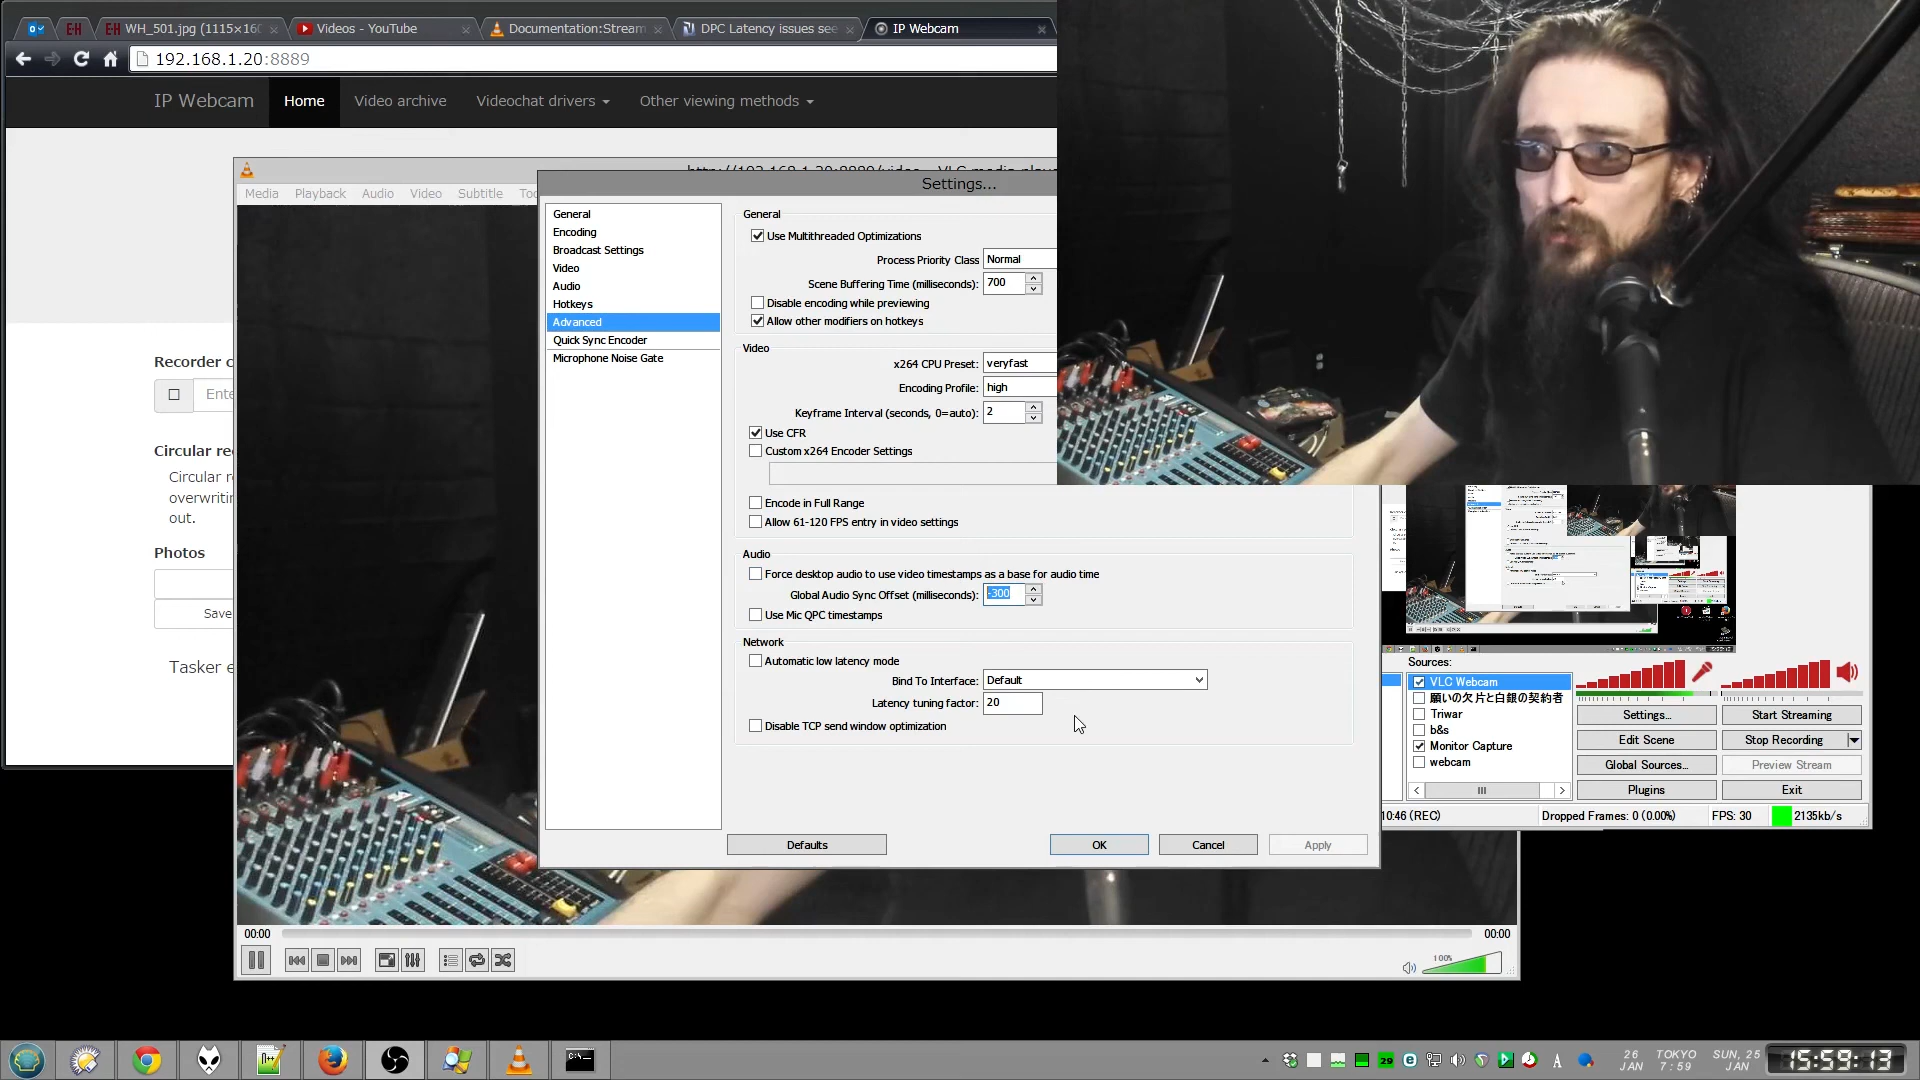 WH_501.jpg (1115×160
Videos - YouTube
Documentation:Stream
DPC Latency issues see
IP Webcam
192.168.1.20:8889
IP Webcam
Home
Video archive
Videochat drivers
Other viewing methods
Media
Playback
Audio
Video
Subtitle
Settings...
General
Encoding
Broadcast Settings
Video
Audio
Hotkeys
Advanced
Quick Sync Encoder
Microphone Noise Gate
General
Use Multithreaded Optimizations
Process Priority Class
Normal
Scene Buffering Time (milliseconds):
700
Disable encoding while previewing
Allow other modifiers on hotkeys
Video
x264 CPU Preset:
veryfast
Encoding Profile:
high
Keyframe Interval (seconds, 0=auto):
2
Use CFR
Custom x264 Encoder Settings
Encode in Full Range
Allow 61-120 FPS entry in video settings
Audio
Force desktop audio to use video timestamps as a base for audio time
Global Audio Sync Offset (milliseconds):
-300
Use Mic QPC timestamps
Network
Automatic low latency mode
Bind To Interface:
Default
Latency tuning factor:
20
Disable TCP send window optimization
Defaults
OK
Cancel
Apply
Recorder c
Ente
Circular re
Circular r
overwritin
out.
Photos
Save
Tasker e
Sources:
VLC Webcam
願いの欠片と白銀の契約者
Triwar
b&s
Monitor Capture
webcam
Settings...
Start Streaming
Edit Scene
Stop Recording
Global Sources...
Preview Stream
Plugins
Exit
10:46 (REC)
Dropped Frames: 0 (0.00%)
FPS: 30
2135kb/s
00:00
00:00
100%
29
26
JAN
TOKYO
7:59
SUN, 25
JAN
15:59:13